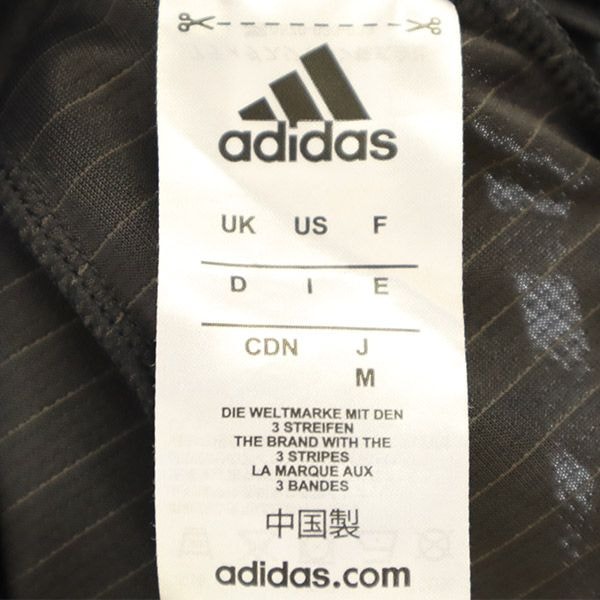 adidas
UK US F
D I E
CDN J
M
DIE WELTMARKE MIT DEN
3 STREIFEN
THE BRAND WITH THE
3 STRIPES
LA MARQUE AUX
3 BANDES
中国製
adidas.com